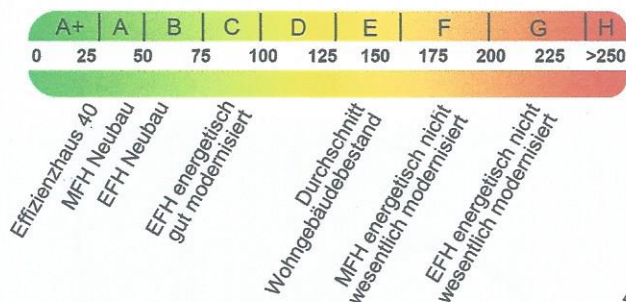 A+ A B C D E F G H
0 25 50 75 100 125 150 175 200 225 >250
Effizienzhaus 40
MFH Neubau
EFH Neubau
EFH energetisch
gut modernisiert
Durchschnitt
Wohngebäudebestand
MFH energetisch nicht
wesentlich modernisiert
EFH energetisch nicht
wesentlich modernisiert